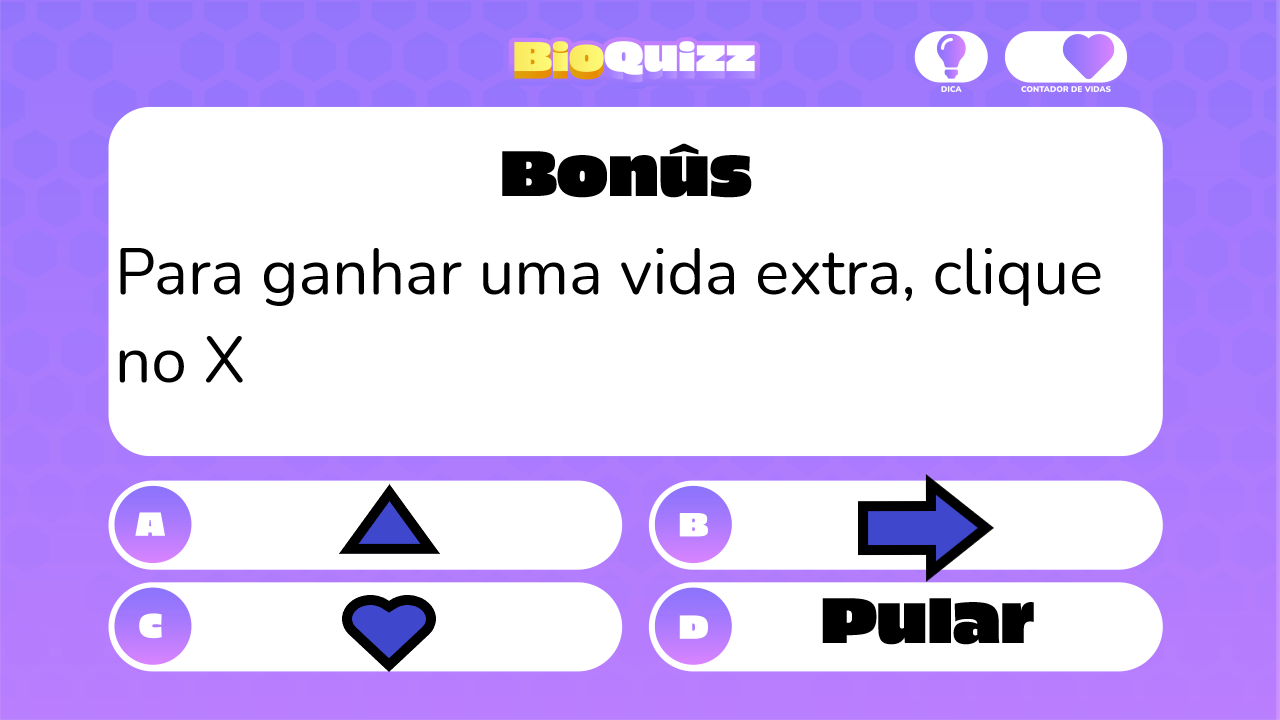 BioQuizz
DICA
CONTADOR DE VIDAS
Bonûs
Para ganhar uma vida extra, clique
no X
A
B
C
D
Pular